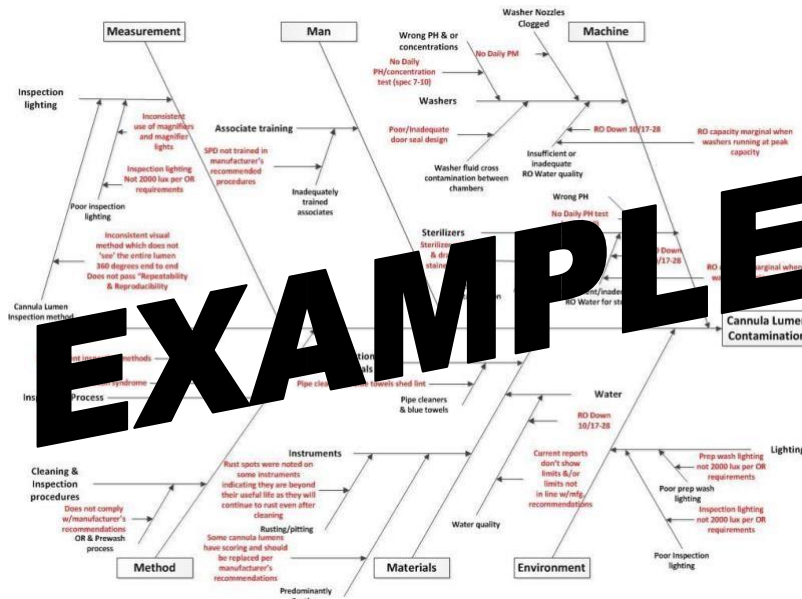 Measurement
Man
Machine
Washer Nozzles
Clogged
Wrong PH & or
concentrations
No Daily
PH/concentration
test (spec 7-10)
No Daily PM
Washers
Poor/Inadequate
door seal design
RO Down 10/17-28
RO capacity marginal when
washers running at peak
capacity
Insufficient or
inadequate
RO Water quality
Washer fluid cross
contamination between
chambers
Inspection
lighting
Inconsistent
use of magnifiers
and magnifier
lights
Inspection lighting
Not 2000 lux per OR
requirements
Poor inspection
lighting
Inconsistent visual
method which does not
'see' the entire lumen
360 degrees end to end
Does not pass "Repeatability
& Reproducibility
Cannula Lumen
Inspection method
Associate training
SPD not trained in
manufacturer's
recommended
procedures
Inadequately
trained
associates
Wrong PH
No Daily PH test
Sterilizers
RO Water for
Cannula Lumen
Contamination
EXAMPLE
methods
syndrome
Process
Pipe towels shed lint
Pipe cleaners
& blue towels
Water
RO Down
10/17-28
Current reports
don't show
limits &/or
limits not
in line w/mfg
recommendations
Water quality
Lighting
Prep wash lighting
not 2000 lux per OR
requirements
Poor prep wash
lighting
Inspection lighting
not 2000 lux per OR
requirements
Poor Inspection
lighting
Instruments
Rust spots were noted on
some instruments
indicating they are beyond
their useful life as they will
continue to rust even after
cleaning
Rusting/pitting
Some cannula lumens
have scoring and should
be replaced per
manufacturer's
recommendations
Predominantly
Cleaning &
Inspection
procedures
Does not comply
w/manufacturer's
recommendations
OR & Prewash
process
Method
Materials
Environment